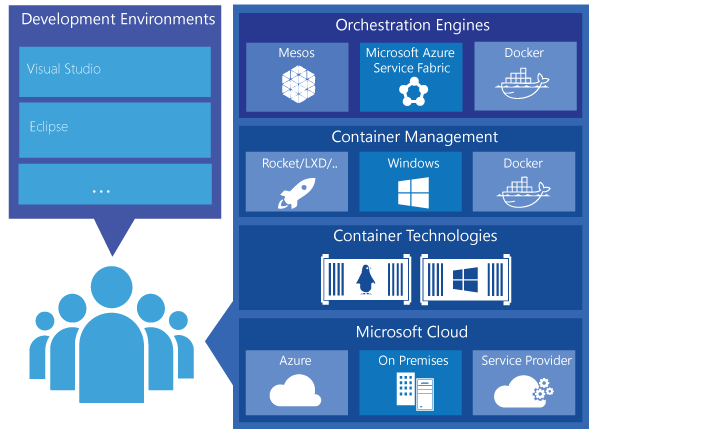 Development Environments
Visual Studio
Eclipse
...
Orchestration Engines
Mesos
Microsoft Azure
Service Fabric
Docker
Container Management
Rocket/LXD/..
Windows
Docker
Container Technologies
Microsoft Cloud
Azure
On Premises
Service Provider